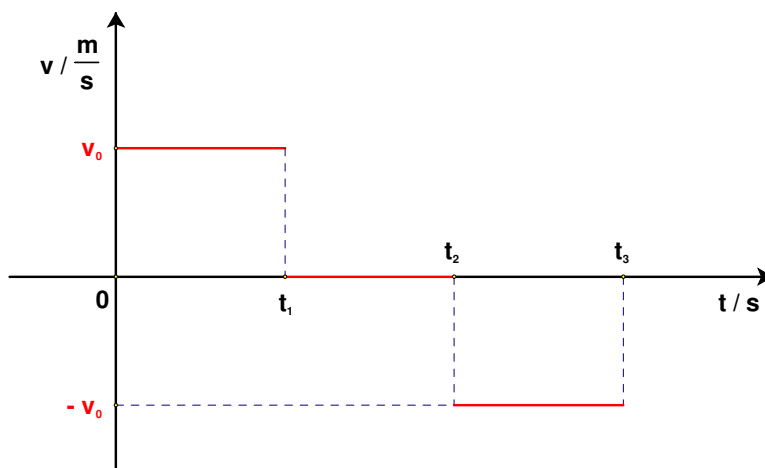 v / m/s
v₀
t₂
t₃
0
t₁
t / s
- v₀